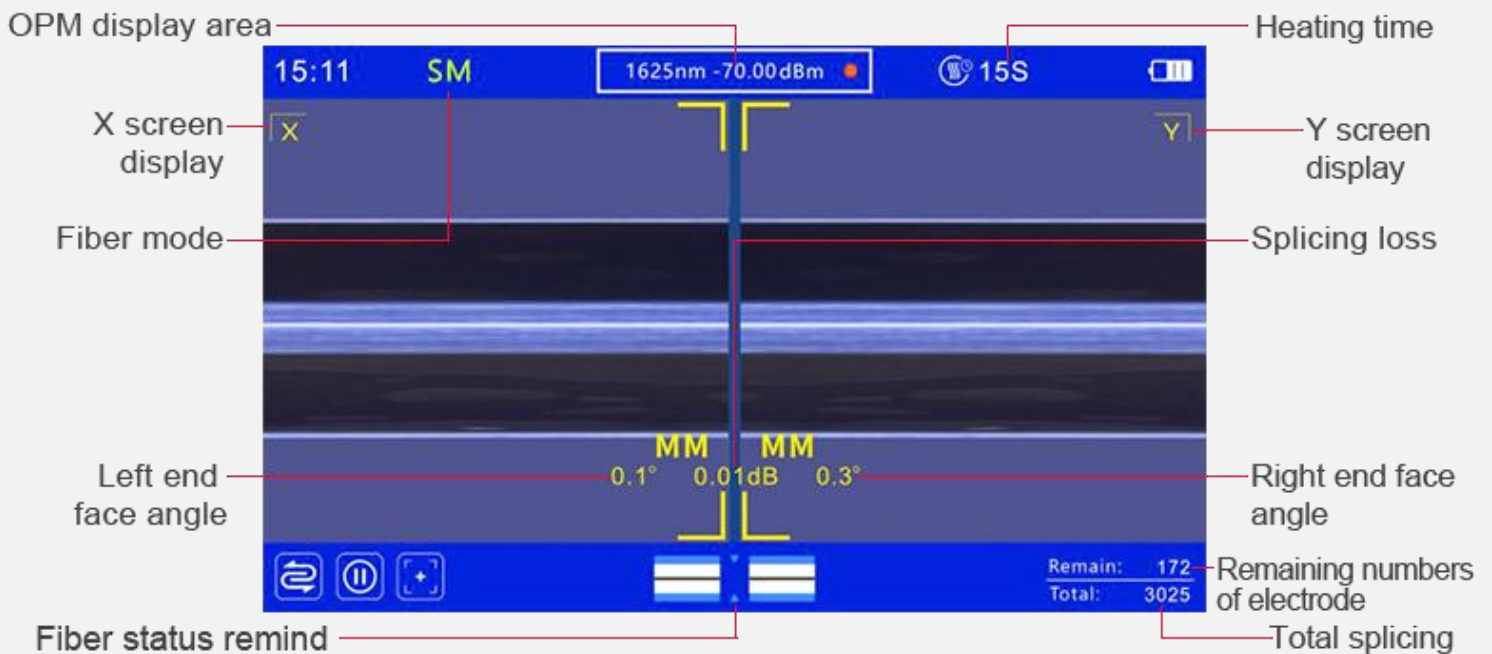 OPM display area
Heating time
15:11 SM 1625nm -70.00dBm 15S
X screen
display
X
Y
Y screen
display
Fiber mode
Splicing loss
MM MM
0.1° 0.01dB 0.3°
Left end
face angle
Right end face
angle
Remain: 172
Total: 3025
Remaining numbers
of electrode
Fiber status remind
Total splicing